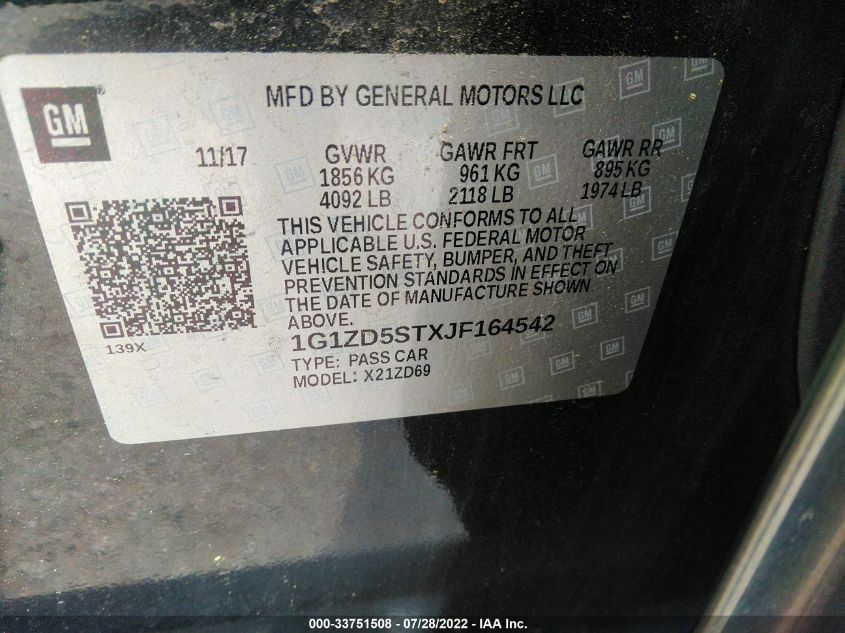 GM
MFD BY GENERAL MOTORS LLC
11/17 GVWR GAWR FRT GAWR RR
1856 KG 961 KG 895 KG
4092 LB 2118 LB 1974 LB
THIS VEHICLE CONFORMS TO ALL
APPLICABLE U.S. FEDERAL MOTOR
VEHICLE SAFETY, BUMPER, AND THEFT
PREVENTION STANDARDS IN EFFECT ON
THE DATE OF MANUFACTURE SHOWN
ABOVE.
139X
1G1ZD5STXJF164542
TYPE: PASS CAR
MODEL: X21ZD69
000-33751508 - 07/28/2022 - IAA Inc.